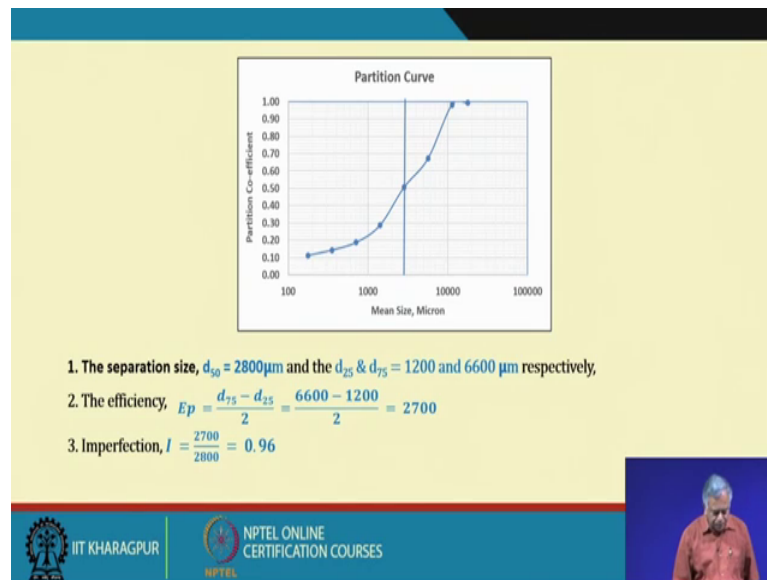 Partition Curve
1.00
0.90
0.80
0.70
0.60
0.50
0.40
0.30
0.20
0.10
0.00
Partition Co-efficient
100 1000 10000 100000
Mean Size, Micron
1. The separation size, d₅₀ = 2800μm and the d₂₅ & d₇₅ = 1200 and 6600 μm respectively,
2. The efficiency, Ep = (d₇₅ − d₂₅)/2 = (6600 − 1200)/2 = 2700
3. Imperfection, I = 2700/2800 = 0.96
IIT KHARAGPUR
NPTEL
NPTEL ONLINE
CERTIFICATION COURSES